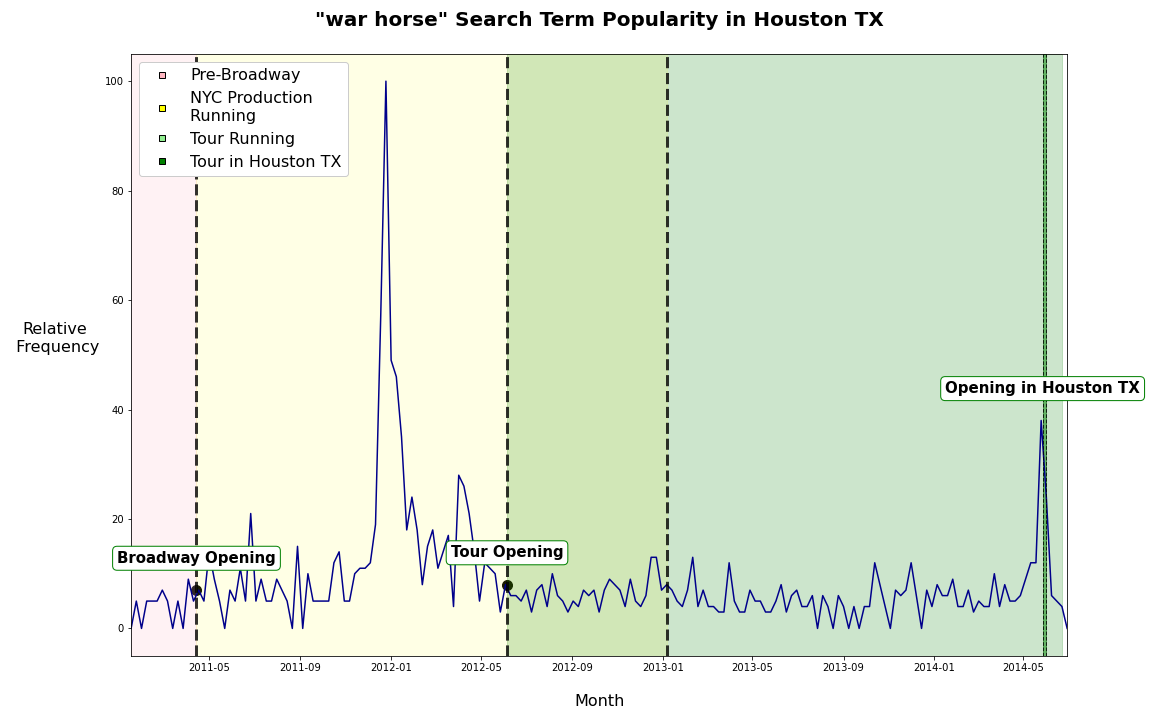 "war horse" Search Term Popularity in Houston TX
Pre-Broadway
NYC Production
Running
Tour Running
Tour in Houston TX
100
80
60
40
20
0
Relative
Frequency
Opening in Houston TX
Broadway Opening
Tour Opening
2011-05
2011-09
2012-01
2012-05
2012-09
2013-01
2013-05
2013-09
2014-01
2014-05
Month